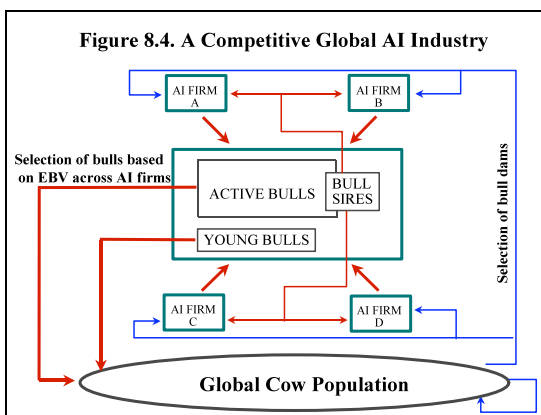 Figure 8.4. A Competitive Global AI Industry
AI FIRM
A
AI FIRM
B
Selection of bulls based
on EBV across AI firms
ACTIVE BULLS
BULL
SIRES
YOUNG BULLS
Selection of bull dams
AI FIRM
C
AI FIRM
D
Global Cow Population